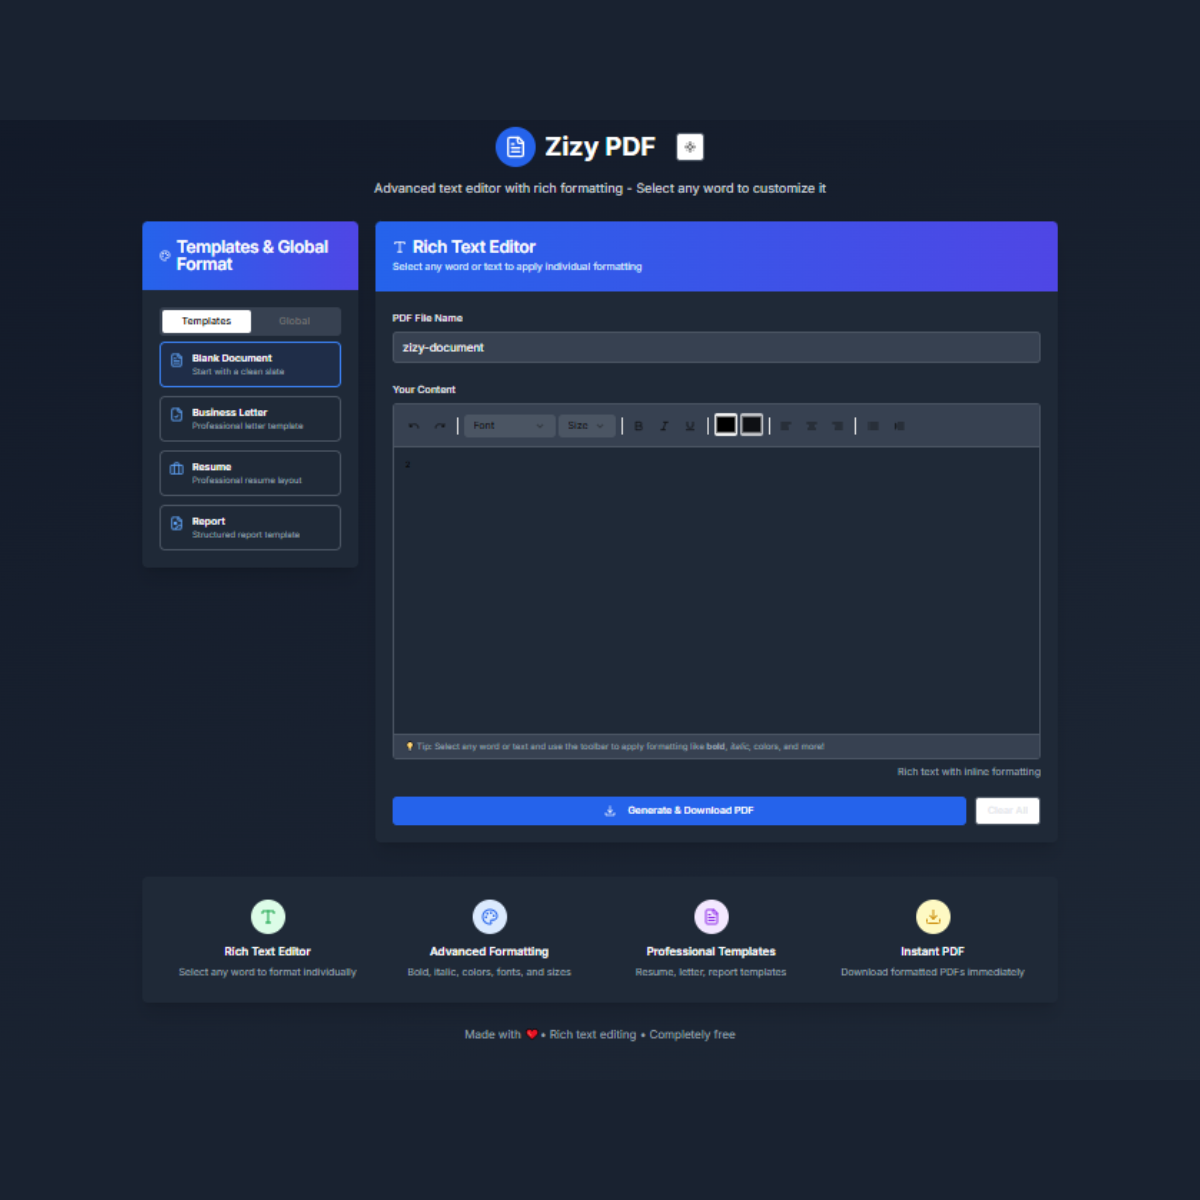 Zizy PDF
Advanced text editor with rich formatting - Select any word to customize it
Templates & Global
Format
Templates
Global
Blank Document
Start with a clean slate
Business Letter
Professional letter template
Resume
Professional resume layout
Report
Structured report template
Rich Text Editor
Select any word or text to apply individual formatting
PDF File Name
zizy-document
Your Content
Font
Size
B
I
U
Tip: Select any word or text and use the toolbar to apply formatting like bold, italic, colors, and more!
Rich text with inline formatting
Generate & Download PDF
Clear All
Rich Text Editor
Select any word to format individually
Advanced Formatting
Bold, italic, colors, fonts, and sizes
Professional Templates
Resume, letter, report templates
Instant PDF
Download formatted PDFs immediately
Made with ❤ • Rich text editing • Completely free